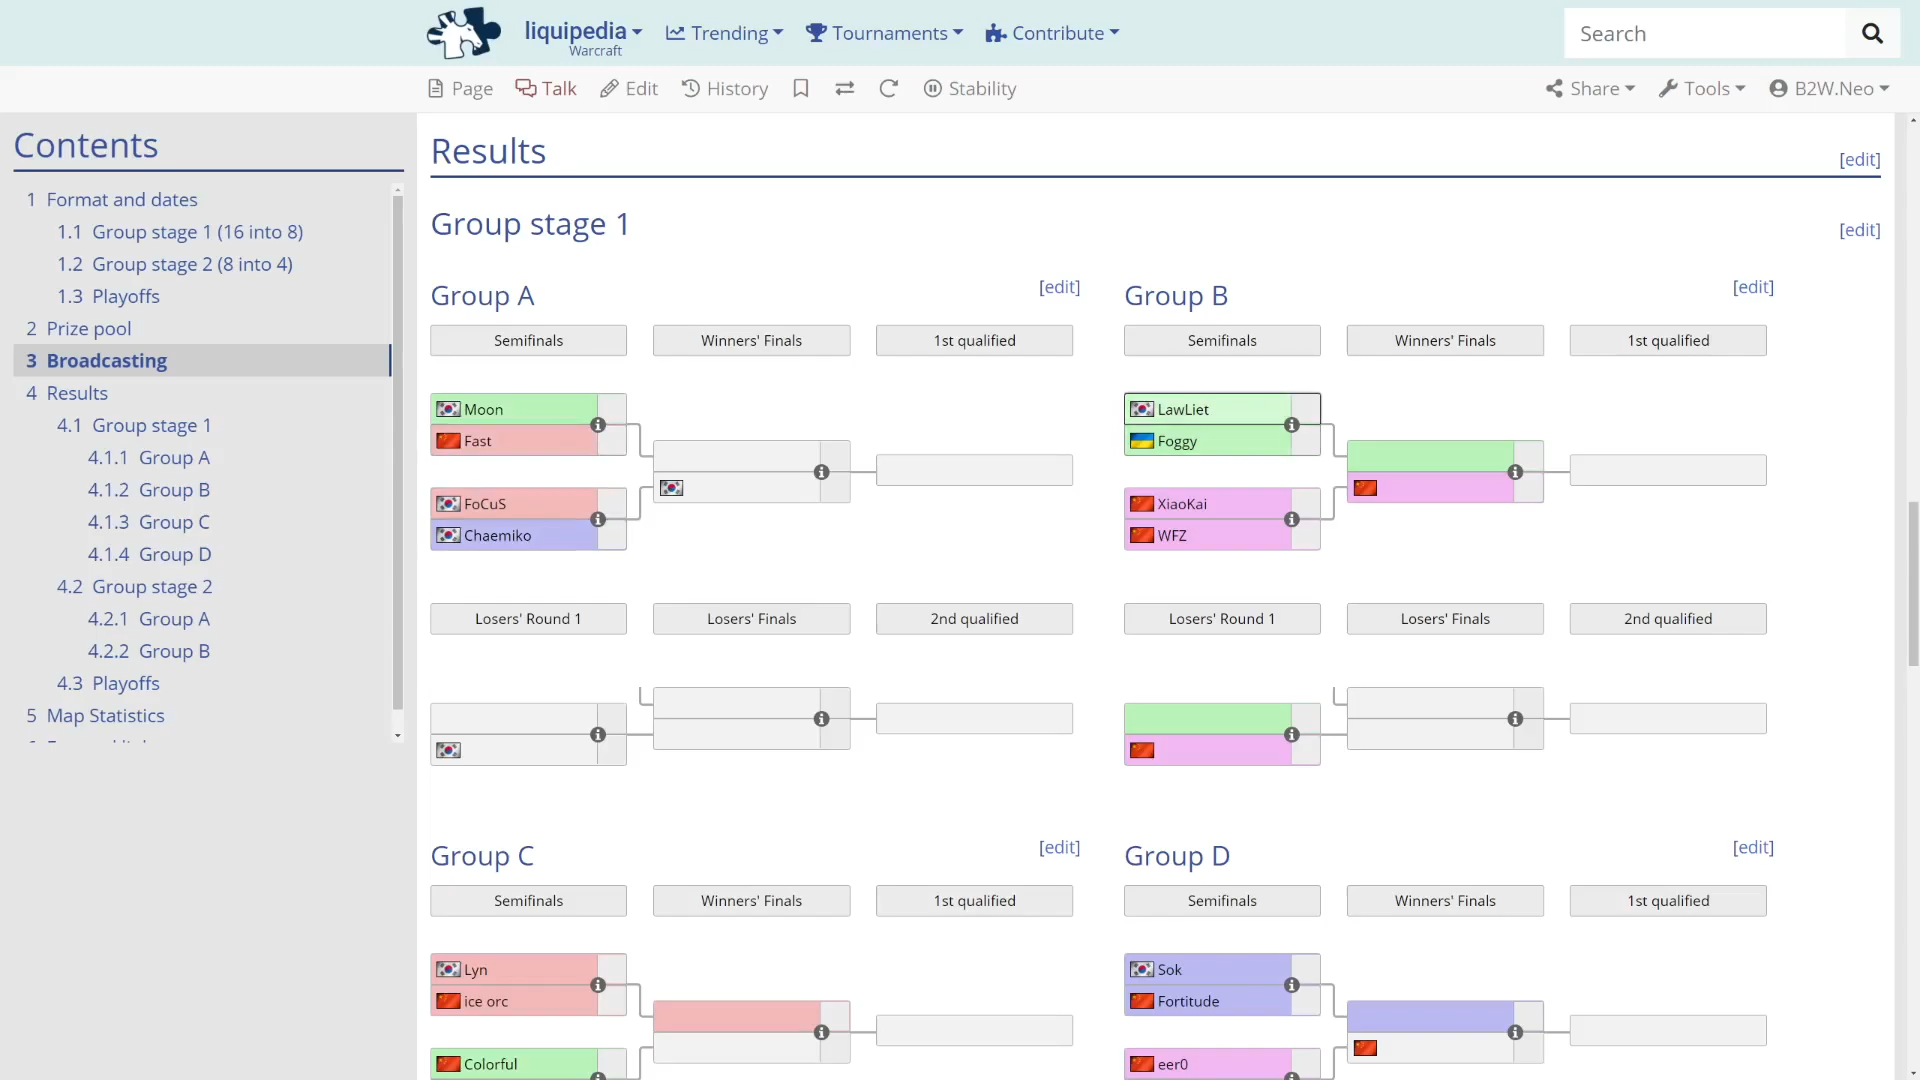 liquipedia
Warcraft
Trending
Tournaments
Contribute
Search
Page
Talk
Edit
History
Stability
Share
Tools
B2W.Neo
Contents
1 Format and dates
1.1 Group stage 1 (16 into 8)
1.2 Group stage 2 (8 into 4)
1.3 Playoffs
2 Prize pool
3 Broadcasting
4 Results
4.1 Group stage 1
4.1.1 Group A
4.1.2 Group B
4.1.3 Group C
4.1.4 Group D
4.2 Group stage 2
4.2.1 Group A
4.2.2 Group B
4.3 Playoffs
5 Map Statistics
Results
[edit]
Group stage 1
[edit]
Group A
[edit]
Semifinals
Winners' Finals
1st qualified
Moon
Fast
FoCuS
Chaemiko
Losers' Round 1
Losers' Finals
2nd qualified
Group B
[edit]
Semifinals
Winners' Finals
1st qualified
LawLiet
Foggy
XiaoKai
WFZ
Losers' Round 1
Losers' Finals
2nd qualified
Group C
[edit]
Semifinals
Winners' Finals
1st qualified
Lyn
ice orc
Colorful
Group D
[edit]
Semifinals
Winners' Finals
1st qualified
Sok
Fortitude
eer0